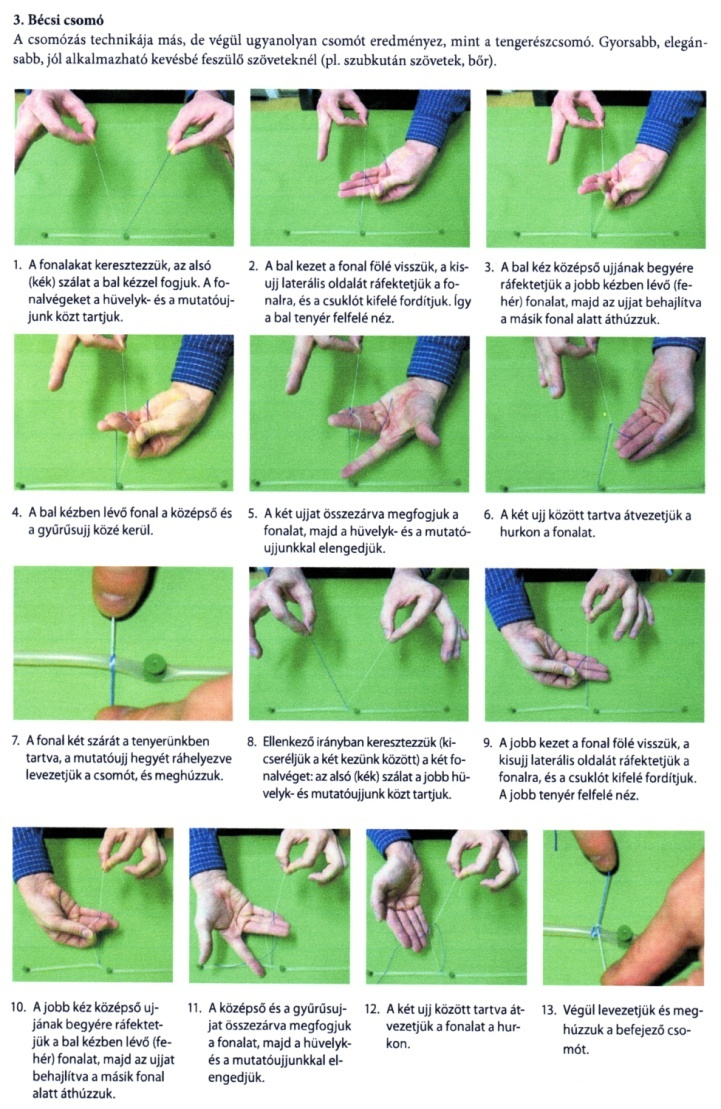 3. Bécsi csomó
A csomózás technikája más, de végül ugyanolyan csomót eredményez, mint a tengerészcsomó. Gyorsabb, elegán-
sabb, jól alkalmazható kevésbé feszülő szöveteknél (pl. szubkután szövetek, bőr).
1. A fonalakat keresztezzük, az alsó
(kék) szálat a bal kézzel fogjuk. A fo-
nalvégeket a hüvelyk- és a mutatóuj-
junk közt tartjuk.
2. A bal kezet a fonal fölé visszük, a kis-
ujj laterális oldalát ráfektetjük a fo-
nalra, és a csuklót kifelé fordítjuk. Így
a bal tenyér felfelé néz.
3. A bal kéz középső ujjának begyére
ráfektetjük a jobb kézben lévő (fe-
hér) fonalat, majd az ujjat behajlítva
a másik fonal alatt áthúzzuk.
4. A bal kézben lévő fonal a középső és
a gyűrűsujj közé kerül.
5. A két ujjat összezárva megfogjuk a
fonalat, majd a hüvelyk- és a mutató-
ujjunkkal elengedjük.
6. A két ujj között tartva átvezetjük a
hurkon a fonalat.
7. A fonal két szárát a tenyerünkben
tartva, a mutatóujj hegyét ráhelyezve
levezetjük a csomót, és meghúzzuk.
8. Ellenkező irányban keresztezzük (ki-
cseréljük a két kezünk között) a két fo-
nalvéget: az alsó (kék) szálat a jobb hü-
velyk- és mutatóujjunk közt tartjuk.
9. A jobb kezet a fonal fölé visszük, a
kisujj laterális oldalát ráfektetjük a
fonalra, és a csuklót kifelé fordítjuk.
A jobb tenyér felfelé néz.
10. A jobb kéz középső uj-
jának begyére ráfektet-
jük a bal kézben lévő (fe-
hér) fonalat, majd az ujjat
behajlítva a másik fonal
alatt áthúzzuk.
11. A középső és a gyűrűsuj-
jat összezárva megfogjuk
a fonalat, majd a hüvelyk-
és a mutatóujjunkkal el-
engedjük.
12. A két ujj között tartva át-
vezetjük a fonalat a hur-
kon.
13. Végül levezetjük és meg-
húzzuk a befejező cso-
mót.